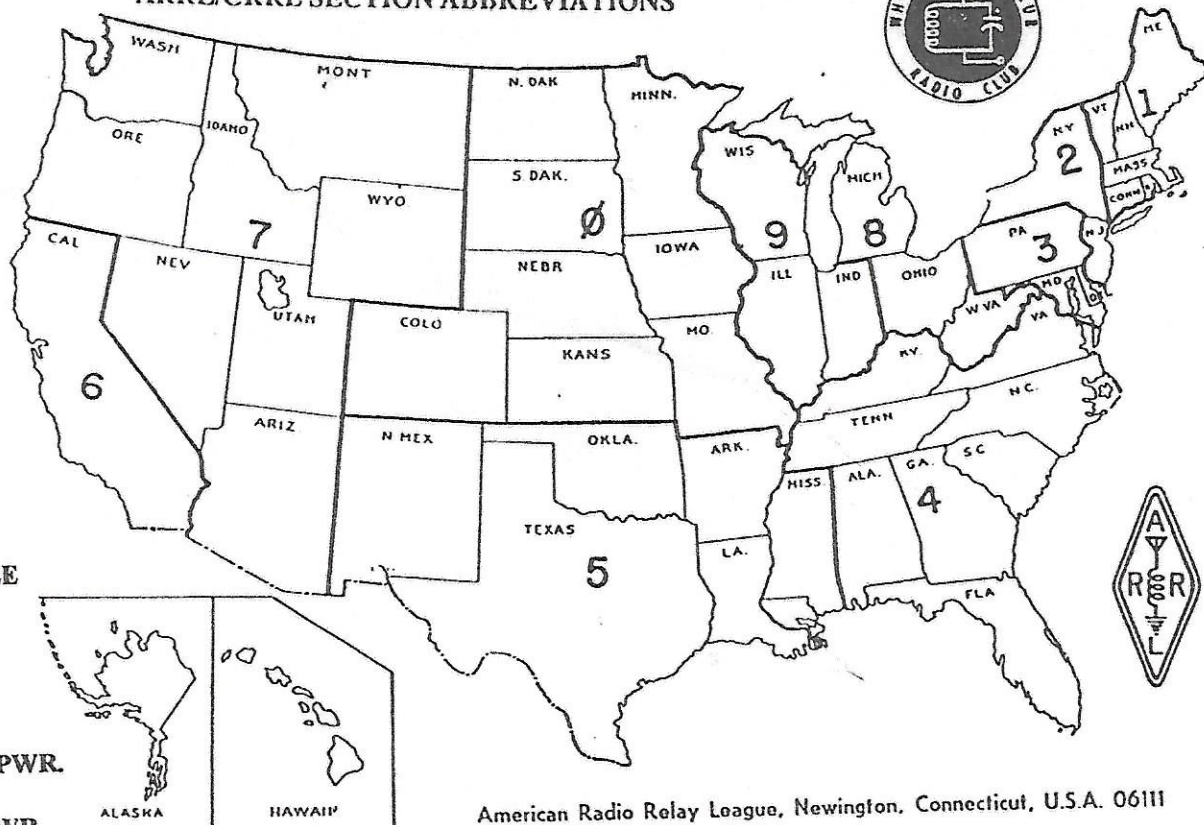 ARRL/CRRL SECTION ABBREVIATIONS
RADIO CLUB
WASH
MONT
N. DAK
MINN.
ME
ORE
IDAHO
S. DAK.
WIS
MICH
NY
VT
NH
1
2
MASS
CONN
WYO
7
Ø
9
8
PA
3
N J
CAL
NEV
IOWA
NEBR
ILL
IND
OHIO
MD
W VA
VA
UTAH
COLO
KANS
MO
KY.
6
ARIZ
N MEX
OKLA.
ARK.
TENN
N C.
S C
MISS.
ALA.
GA.
4
TEXAS
5
LA.
FLA
A
R R
L
PWR.
ALASKA
HAWAII
American Radio Relay League, Newington, Connecticut, U.S.A. 06111